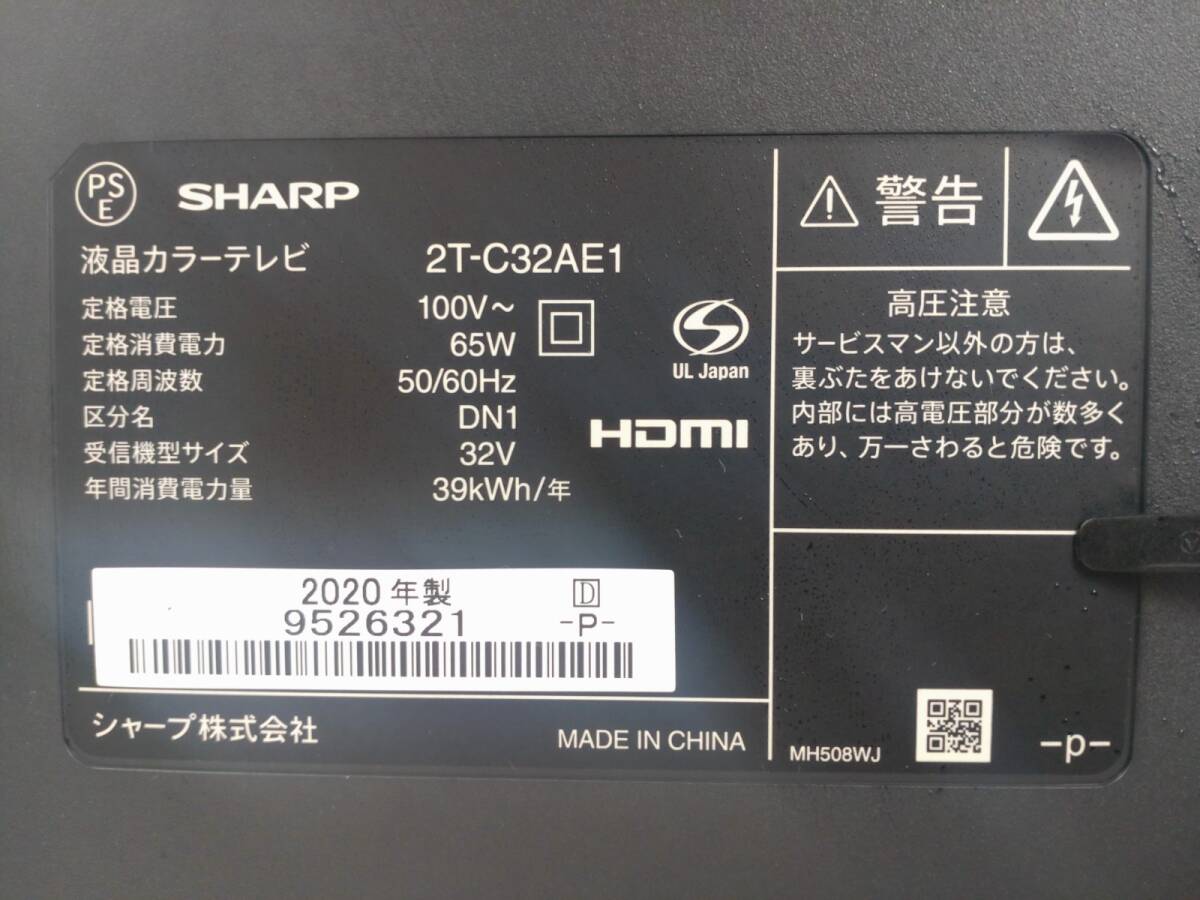 PS
E
SHARP
液晶カラーテレビ 2T-C32AE1
定格電圧 100V～
定格消費電力 65W
定格周波数 50/60Hz
区分名 DN1
受信機型サイズ 32V
年間消費電力量 39kWh/年
S
UL Japan
HDMI
2020 年製 D
9526321 -P-
シャープ株式会社
MADE IN CHINA
警告
高圧注意
サービスマン以外の方は、
裏ぶたをあけないでください。
内部には高電圧部分が数多く
あり、万一さわると危険です。
MH508WJ
-p-